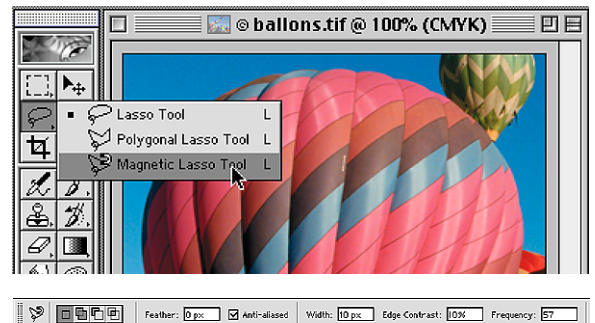 © ballons.tif @ 100% (CMYK)
Lasso Tool L
Polygonal Lasso Tool L
Magnetic Lasso Tool L
Feather: 0 px Anti-aliased Width: 10 px Edge Contrast: 10% Frequency: 57